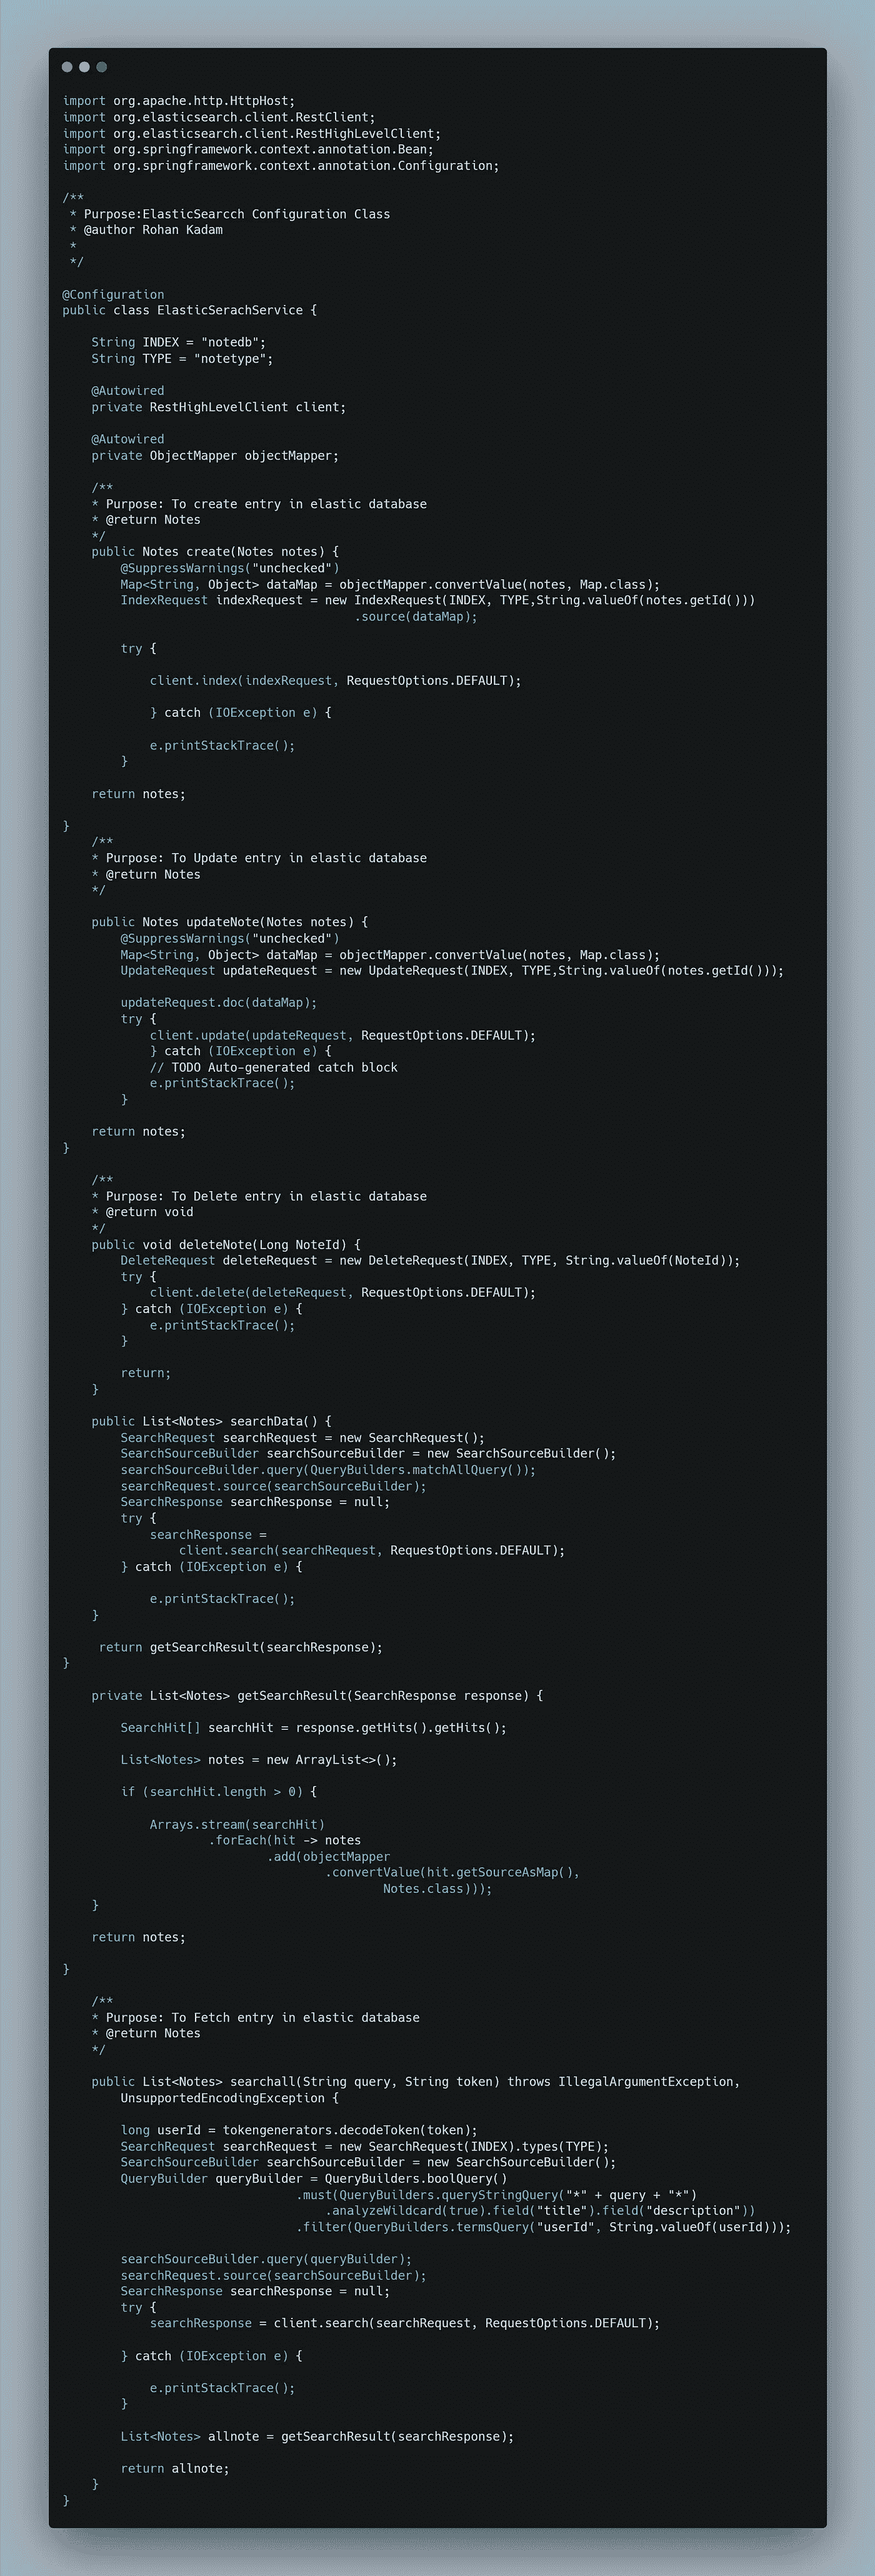 import org.apache.http.HttpHost;
import org.elasticsearch.client.RestClient;
import org.elasticsearch.client.RestHighLevelClient;
import org.springframework.context.annotation.Bean;
import org.springframework.context.annotation.Configuration;
/**
* Purpose:ElasticSearcch Configuration Class
* @author Rohan Kadam
*
*/
@Configuration
public class ElasticSerachService {
String INDEX = "notedb";
String TYPE = "notetype";
@Autowired
private RestHighLevelClient client;
@Autowired
private ObjectMapper objectMapper;
/**
* Purpose: To create entry in elastic database
* @return Notes
*/
public Notes create(Notes notes) {
@SuppressWarnings("unchecked")
Map<String, Object> dataMap = objectMapper.convertValue(notes, Map.class);
IndexRequest indexRequest = new IndexRequest(INDEX, TYPE,String.valueOf(notes.getId()))
.source(dataMap);
try {
client.index(indexRequest, RequestOptions.DEFAULT);
} catch (IOException e) {
e.printStackTrace();
}
return notes;
}
/**
* Purpose: To Update entry in elastic database
* @return Notes
*/
public Notes updateNote(Notes notes) {
@SuppressWarnings("unchecked")
Map<String, Object> dataMap = objectMapper.convertValue(notes, Map.class);
UpdateRequest updateRequest = new UpdateRequest(INDEX, TYPE,String.valueOf(notes.getId()));
updateRequest.doc(dataMap);
try {
client.update(updateRequest, RequestOptions.DEFAULT);
} catch (IOException e) {
// TODO Auto-generated catch block
e.printStackTrace();
}
return notes;
}
/**
* Purpose: To Delete entry in elastic database
* @return void
*/
public void deleteNote(Long NoteId) {
DeleteRequest deleteRequest = new DeleteRequest(INDEX, TYPE, String.valueOf(NoteId));
try {
client.delete(deleteRequest, RequestOptions.DEFAULT);
} catch (IOException e) {
e.printStackTrace();
}
return;
}
public List<Notes> searchData() {
SearchRequest searchRequest = new SearchRequest();
SearchSourceBuilder searchSourceBuilder = new SearchSourceBuilder();
searchSourceBuilder.query(QueryBuilders.matchAllQuery());
searchRequest.source(searchSourceBuilder);
SearchResponse searchResponse = null;
try {
searchResponse =
client.search(searchRequest, RequestOptions.DEFAULT);
} catch (IOException e) {
e.printStackTrace();
}
return getSearchResult(searchResponse);
}
private List<Notes> getSearchResult(SearchResponse response) {
SearchHit[] searchHit = response.getHits().getHits();
List<Notes> notes = new ArrayList<>();
if (searchHit.length > 0) {
Arrays.stream(searchHit)
.forEach(hit -> notes
.add(objectMapper
.convertValue(hit.getSourceAsMap(),
Notes.class)));
}
return notes;
}
/**
* Purpose: To Fetch entry in elastic database
* @return Notes
*/
public List<Notes> searchall(String query, String token) throws IllegalArgumentException,
UnsupportedEncodingException {
long userId = tokengenerators.decodeToken(token);
SearchRequest searchRequest = new SearchRequest(INDEX).types(TYPE);
SearchSourceBuilder searchSourceBuilder = new SearchSourceBuilder();
QueryBuilder queryBuilder = QueryBuilders.boolQuery()
.must(QueryBuilders.queryStringQuery("*" + query + "*")
.analyzeWildcard(true).field("title").field("description"))
.filter(QueryBuilders.termsQuery("userId", String.valueOf(userId)));
searchSourceBuilder.query(queryBuilder);
searchRequest.source(searchSourceBuilder);
SearchResponse searchResponse = null;
try {
searchResponse = client.search(searchRequest, RequestOptions.DEFAULT);
} catch (IOException e) {
e.printStackTrace();
}
List<Notes> allnote = getSearchResult(searchResponse);
return allnote;
}
}